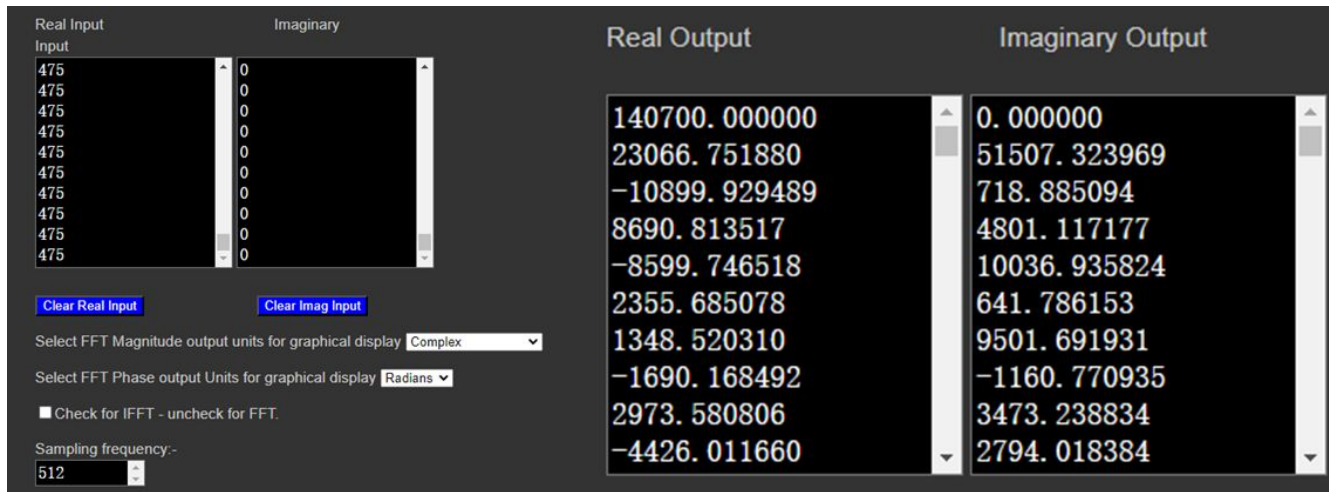 Real Input Imaginary
Input
475 0
475 0
475 0
475 0
475 0
475 0
475 0
475 0
475 0
475 0
Clear Real Input Clear Imag Input
Select FFT Magnitude output units for graphical display Complex
Select FFT Phase output Units for graphical display Radians
Check for IFFT - uncheck for FFT.
Sampling frequency:-
512
Real Output Imaginary Output
140700.000000 0.000000
23066.751880 51507.323969
-10899.929489 718.885094
8690.813517 4801.117177
-8599.746518 10036.935824
2355.685078 641.786153
1348.520310 9501.691931
-1690.168492 -1160.770935
2973.580806 3473.238834
-4426.011660 2794.018384